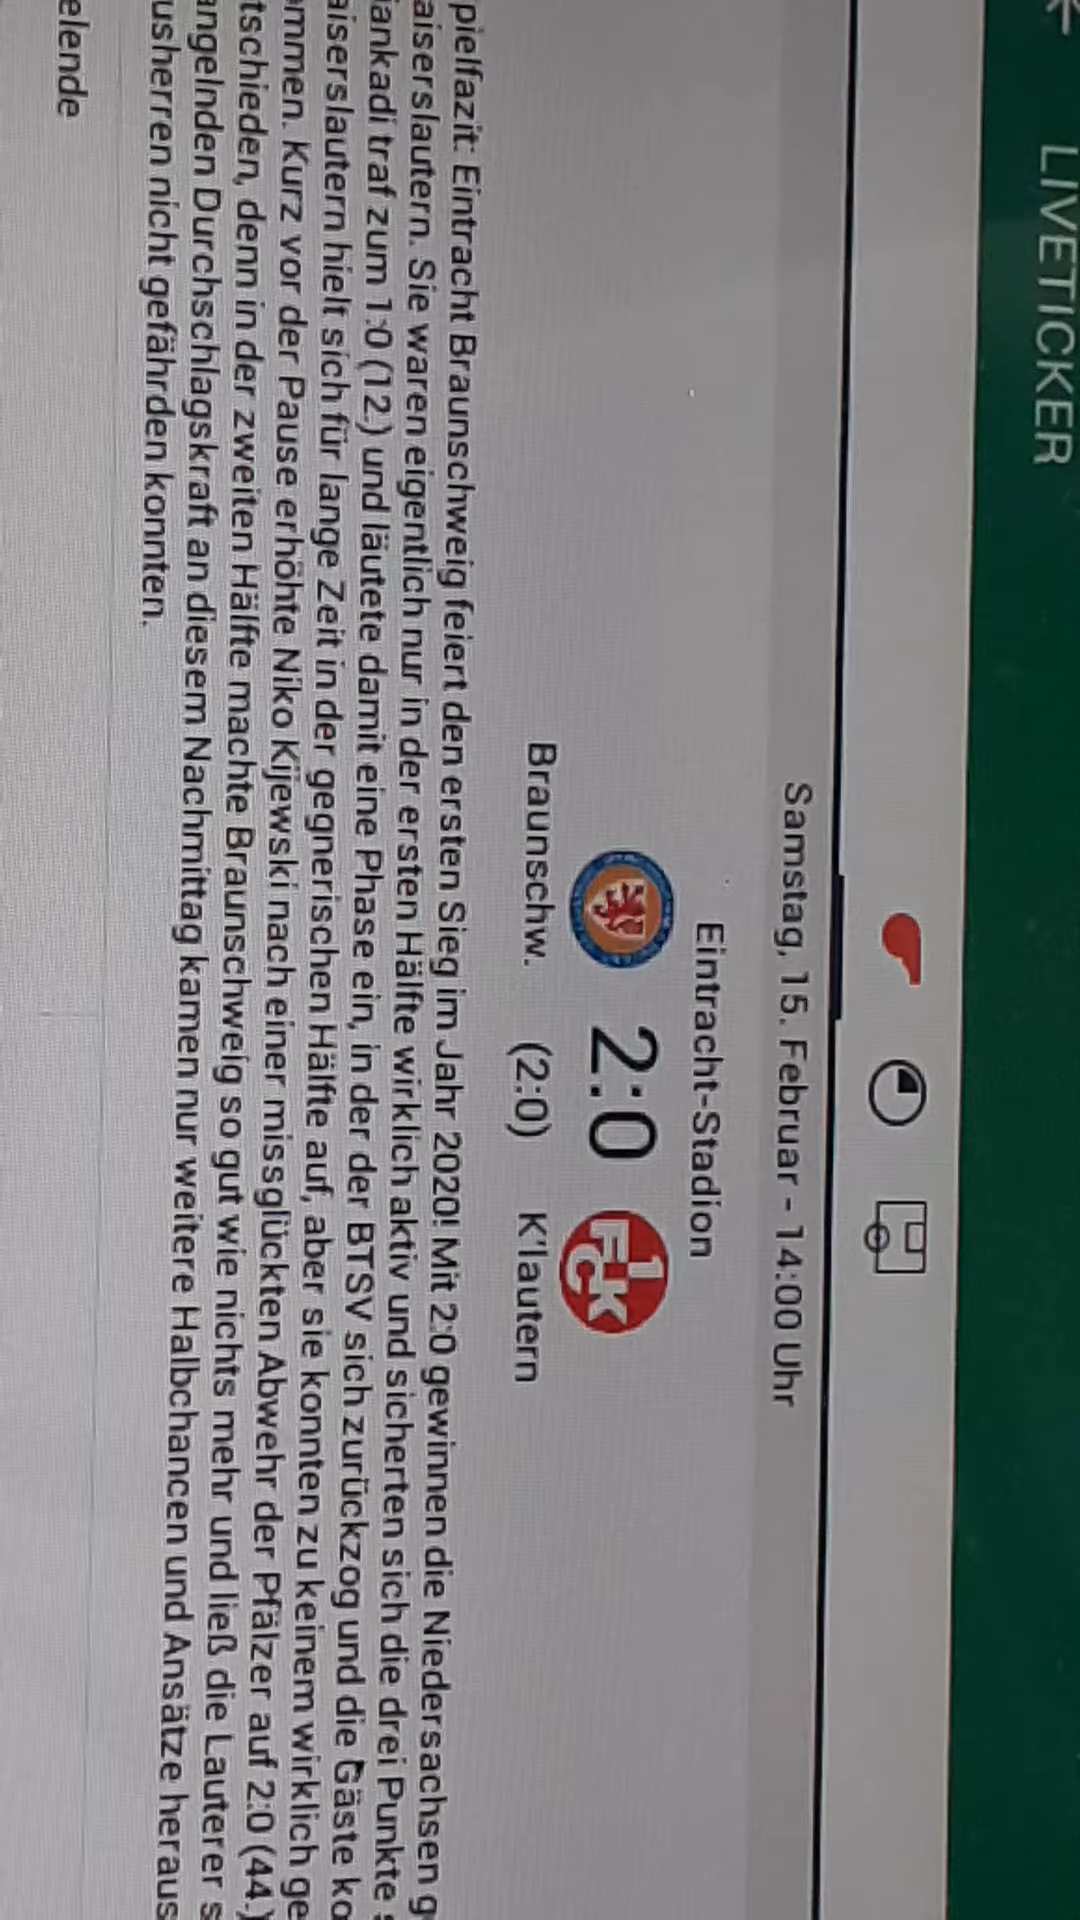 LIVETICKER
Samstag, 15. Februar - 14:00 Uhr
Eintracht-Stadion
2:0
1 FCK
Braunschw. (2:0) K'lautern
pielfazit: Eintracht Braunschweig feiert den ersten Sieg im Jahr 2020! Mit 2:0 gewinnen die Niedersachsen g
aiserslautern. Sie waren eigentlich nur in der ersten Hälfte wirklich aktiv und sicherten sich die drei Punkte
iankadi traf zum 1:0 (12.) und läutete damit eine Phase ein, in der der BTSV sich zurückzog und die Gäste ko
aiserslautern hielt sich für lange Zeit in der gegnerischen Hälfte auf, aber sie konnten zu keinem wirklich ge
ommen. Kurz vor der Pause erhöhte Niko Kijewski nach einer missglückten Abwehr der Pfälzer auf 2:0 (44.)
tschieden, denn in der zweiten Hälfte machte Braunschweig so gut wie nichts mehr und ließ die Lauterer s
angelnden Durchschlagskraft an diesem Nachmittag kamen nur weitere Halbchancen und Ansätze heraus
usherren nicht gefährden konnten.
elende